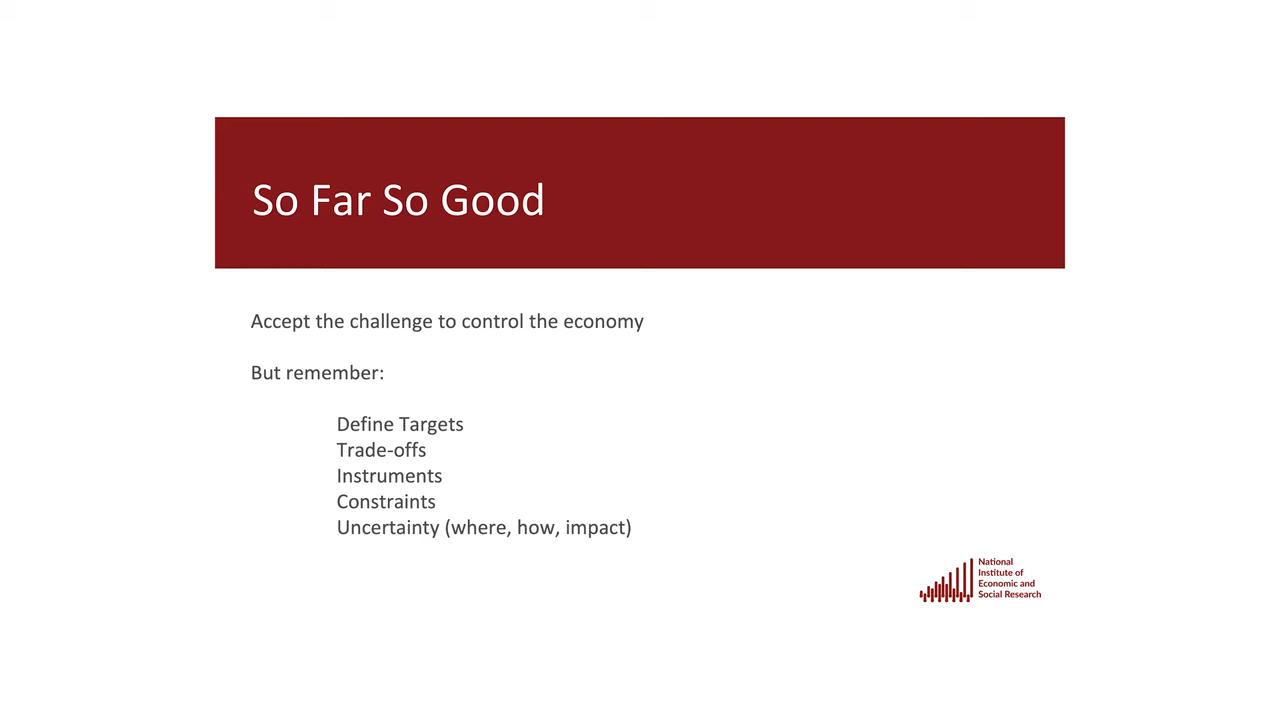 So Far So Good
Accept the challenge to control the economy
But remember:
Define Targets
Trade-offs
Instruments
Constraints
Uncertainty (where, how, impact)
National
Institute of
Economic and
Social Research